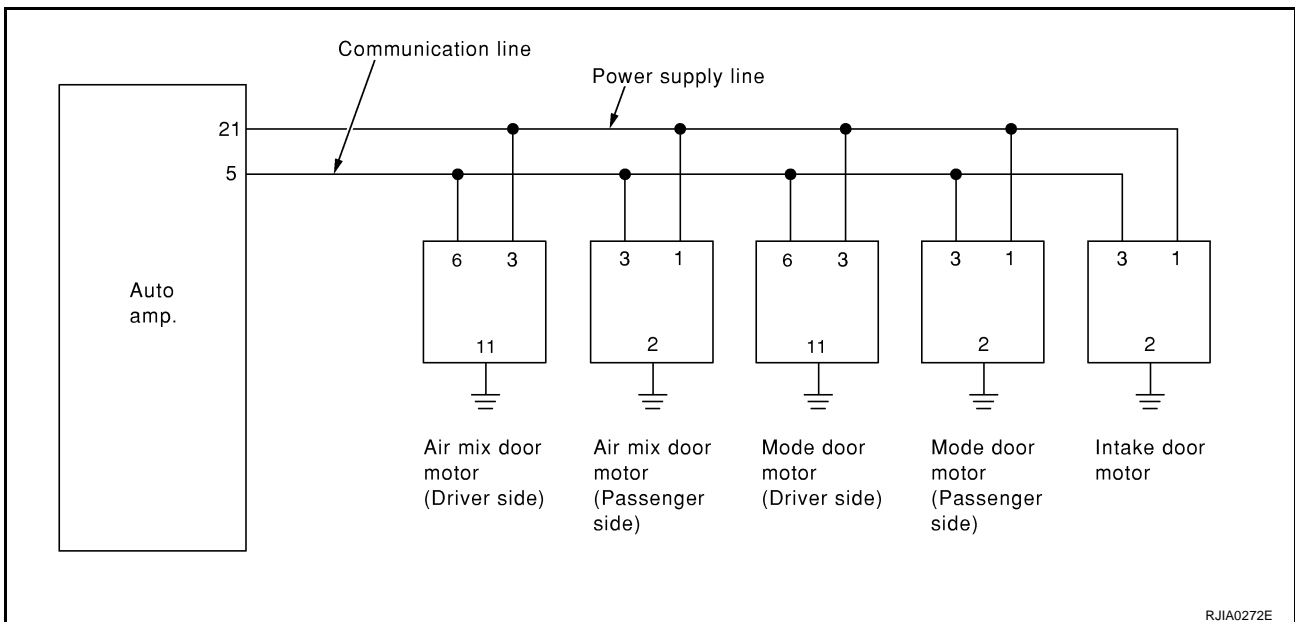 Communication line
Power supply line
21
5
Auto
amp.
6 3
3 1
6 3
3 1
3 1
11
2
11
2
2
Air mix door
motor
(Driver side)
Air mix door
motor
(Passenger
side)
Mode door
motor
(Driver side)
Mode door
motor
(Passenger
side)
Intake door
motor
RJIA0272E